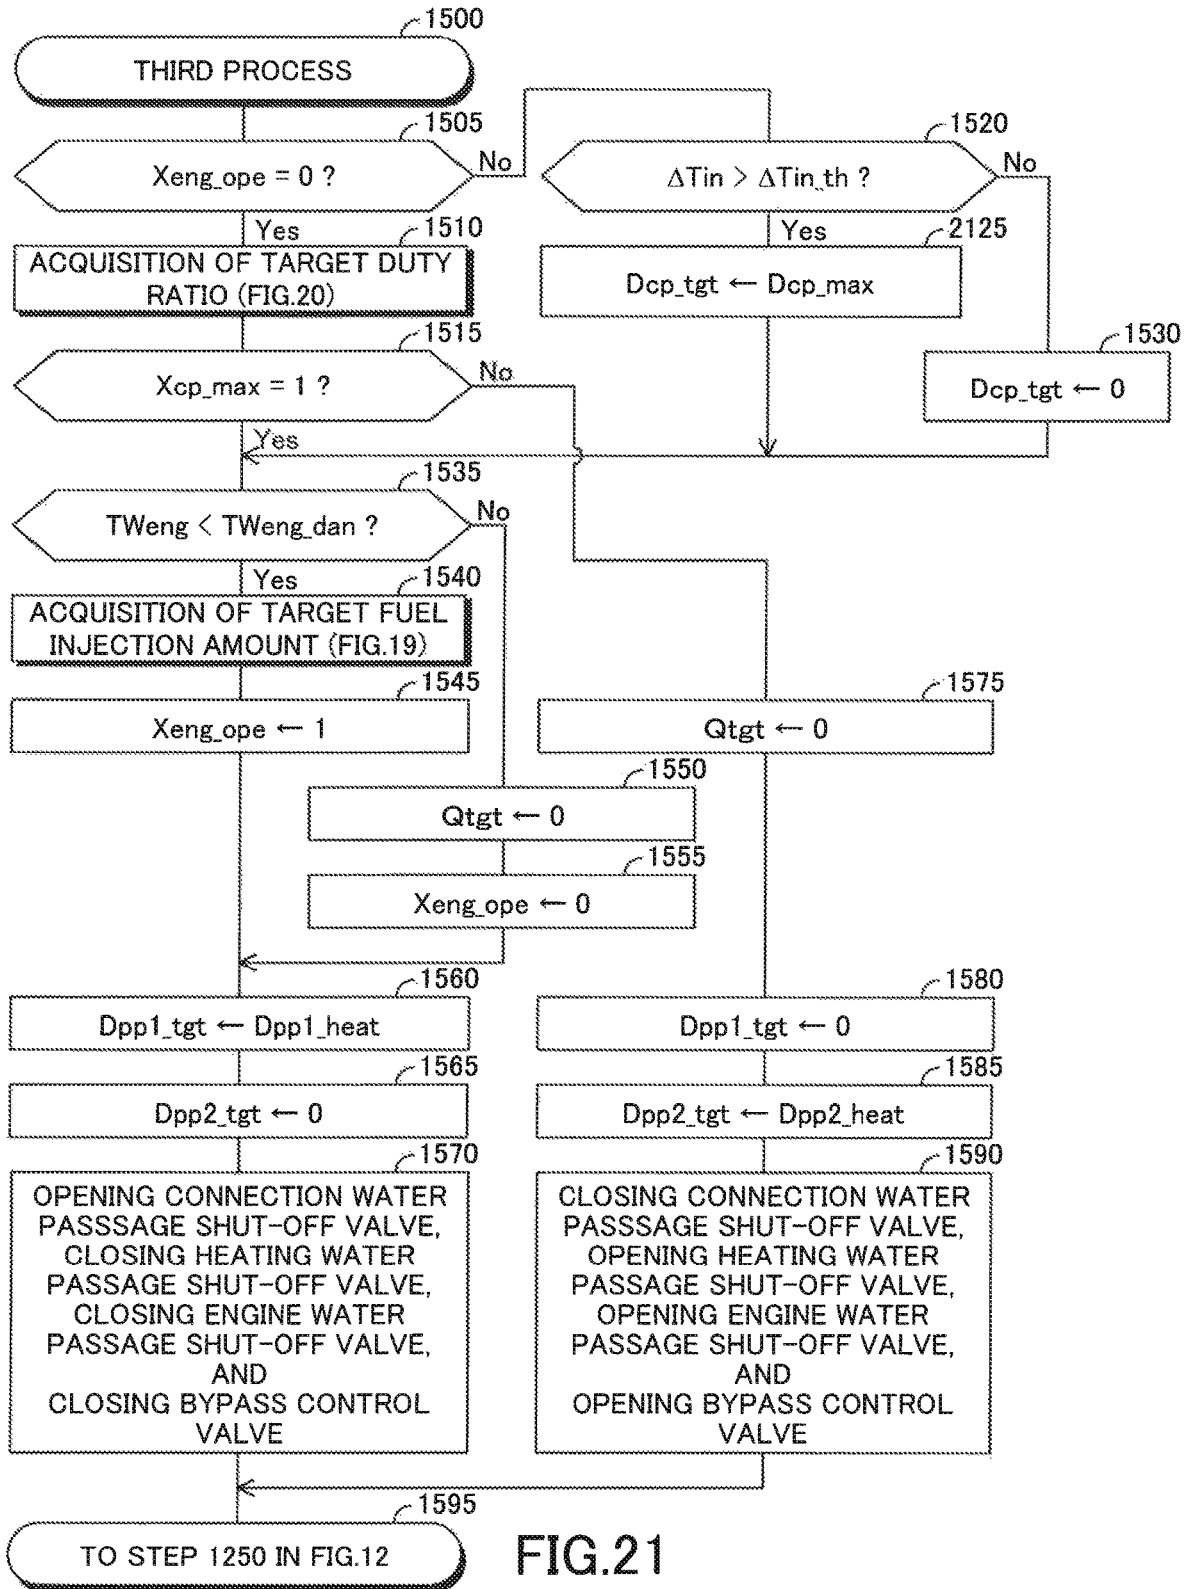 1500
THIRD PROCESS
1505
Xeng_ope = 0 ?
No
1520
ΔTin > ΔTin_th ?
No
Yes
1510
ACQUISITION OF TARGET DUTY
RATIO (FIG.20)
Yes
2125
Dcp_tgt ← Dcp_max
1515
Xcp_max = 1 ?
No
1530
Dcp_tgt ← 0
Yes
1535
TWeng < TWeng_dan ?
No
Yes
1540
ACQUISITION OF TARGET FUEL
INJECTION AMOUNT (FIG.19)
1545
Xeng_ope ← 1
1575
Qtgt ← 0
1550
Qtgt ← 0
1555
Xeng_ope ← 0
1560
Dpp1_tgt ← Dpp1_heat
1580
Dpp1_tgt ← 0
1565
Dpp2_tgt ← 0
1585
Dpp2_tgt ← Dpp2_heat
1570
OPENING CONNECTION WATER
PASSSAGE SHUT-OFF VALVE,
CLOSING HEATING WATER
PASSAGE SHUT-OFF VALVE,
CLOSING ENGINE WATER
PASSAGE SHUT-OFF VALVE,
AND
CLOSING BYPASS CONTROL
VALVE
1590
CLOSING CONNECTION WATER
PASSSAGE SHUT-OFF VALVE,
OPENING HEATING WATER
PASSAGE SHUT-OFF VALVE,
OPENING ENGINE WATER
PASSAGE SHUT-OFF VALVE,
AND
OPENING BYPASS CONTROL
VALVE
1595
TO STEP 1250 IN FIG.12
FIG.21